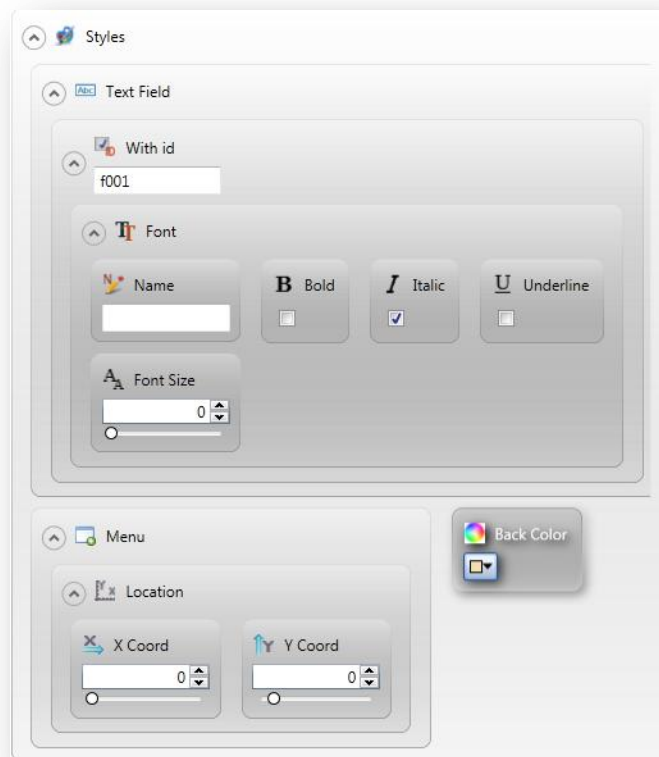 Styles
Abc Text Field
With id
f001
Font
Name
B Bold
I Italic
U Underline
Font Size
0
Menu
Back Color
Location
X Coord
Y Coord
0
0